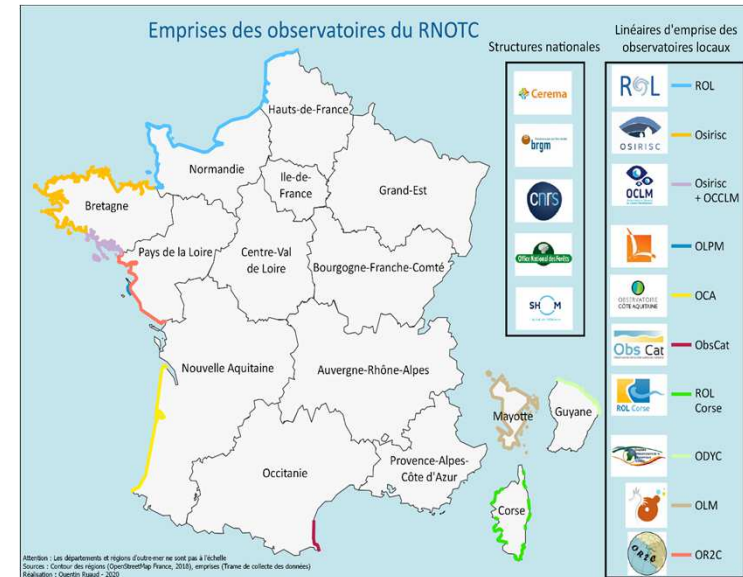 Emprises des observatoires du RNOTC
Structures nationales
Linéaires d'emprise des
observatoires locaux
Cerema
brgm
cnrs
Office National des Forêts
SHOM
ROL
ROL
OSIRISC
Osirisc
OCLM
Osirisc
+ OCCLM
OLPM
OBSERVATOIRE
CÔTE AQUITAINE
OCA
Obs Cat
ObsCat
ROL Corse
ROL
Corse
ODYC
OLM
OR2C
OR2C
Hauts-de-France
Normandie
Ile-de-
France
Grand-Est
Bretagne
Pays de la Loire
Centre-Val
de Loire
Bourgogne-Franche-Comté
Nouvelle Aquitaine
Auvergne-Rhône-Alpes
Occitanie
Provence-Alpes-
Côte d'Azur
Mayotte
Guyane
Corse
Attention : Les départements et régions d'outre-mer ne sont pas à l'échelle
Sources : Contour des régions (OpenStreetMap France, 2018), emprises (Trame de collecte des données)
Réalisation : Quentin Ruaud - 2020